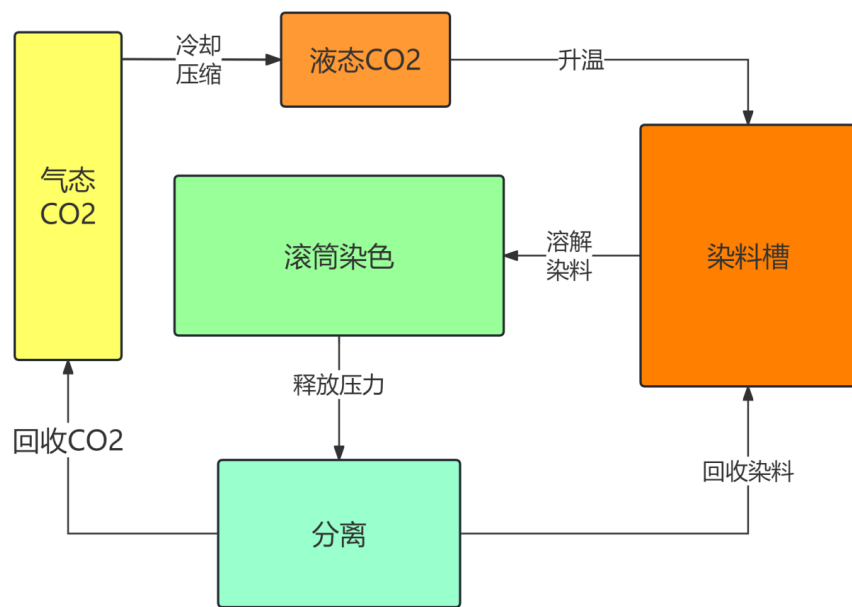 冷却
压缩
液态CO2
升温
气态
CO2
滚筒染色
溶解
染料
染料槽
释放压力
回收CO2
回收染料
分离